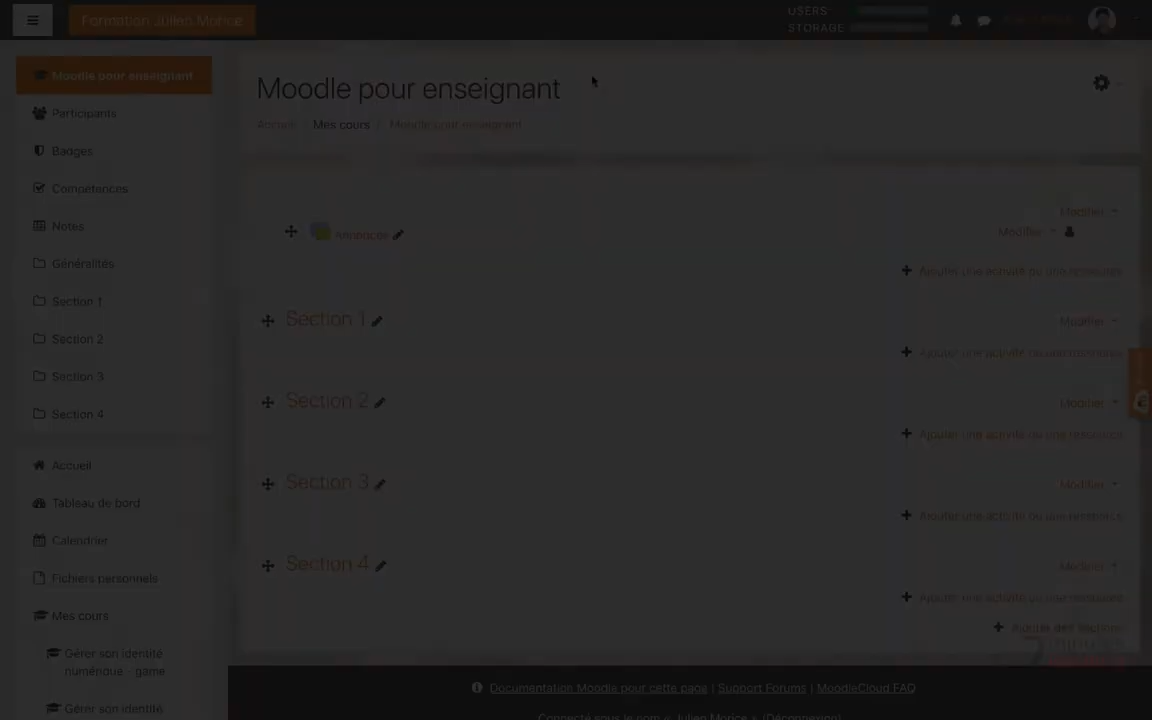 Formation Julien Morice
USERS
STORAGE
Moodle pour enseignant
Participants
Badges
Compétences
Notes
Généralités
Section 1
Section 2
Section 3
Section 4
Accueil
Tableau de bord
Calendrier
Fichiers personnels
Mes cours
Gérer son identité
numérique - game
Gérer son identité
Moodle pour enseignant
Accueil / Mes cours / Moodle pour enseignant
Modifier
Annonces
Modifier
Ajouter une activité ou une ressource
Section 1
Modifier
Ajouter une activité ou une ressource
Section 2
Modifier
Ajouter une activité ou une ressource
Section 3
Modifier
Ajouter une activité ou une ressource
Section 4
Modifier
Ajouter une activité ou une ressource
Ajouter des sections
Documentation Moodle pour cette page | Support Forums | MoodleCloud FAQ
Connecté sous le nom « Julien Morice » (Déconnexion)